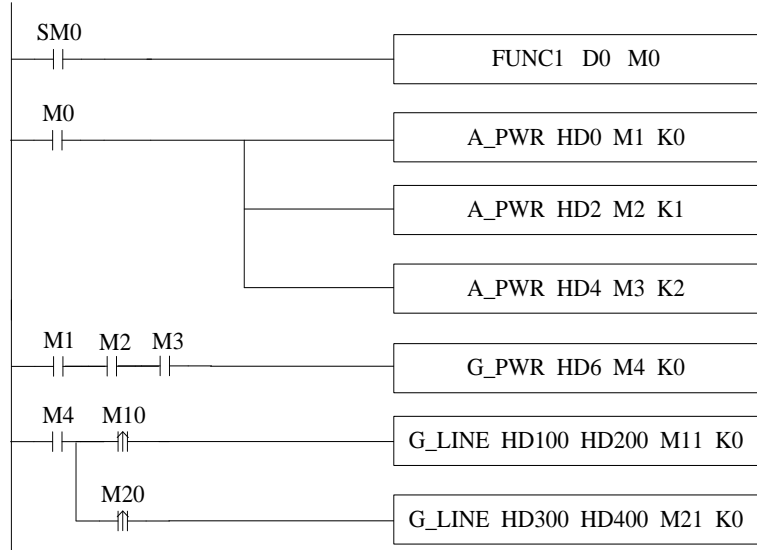 SM0
FUNC1 D0 M0
M0
A_PWR HD0 M1 K0
A_PWR HD2 M2 K1
A_PWR HD4 M3 K2
M1 M2 M3
G_PWR HD6 M4 K0
M4 M10
G_LINE HD100 HD200 M11 K0
M20
G_LINE HD300 HD400 M21 K0